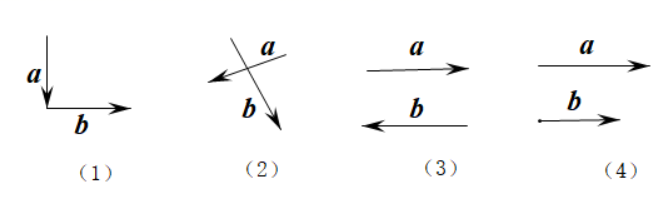 a b a b a b a b
（1） （2） （3） （4）